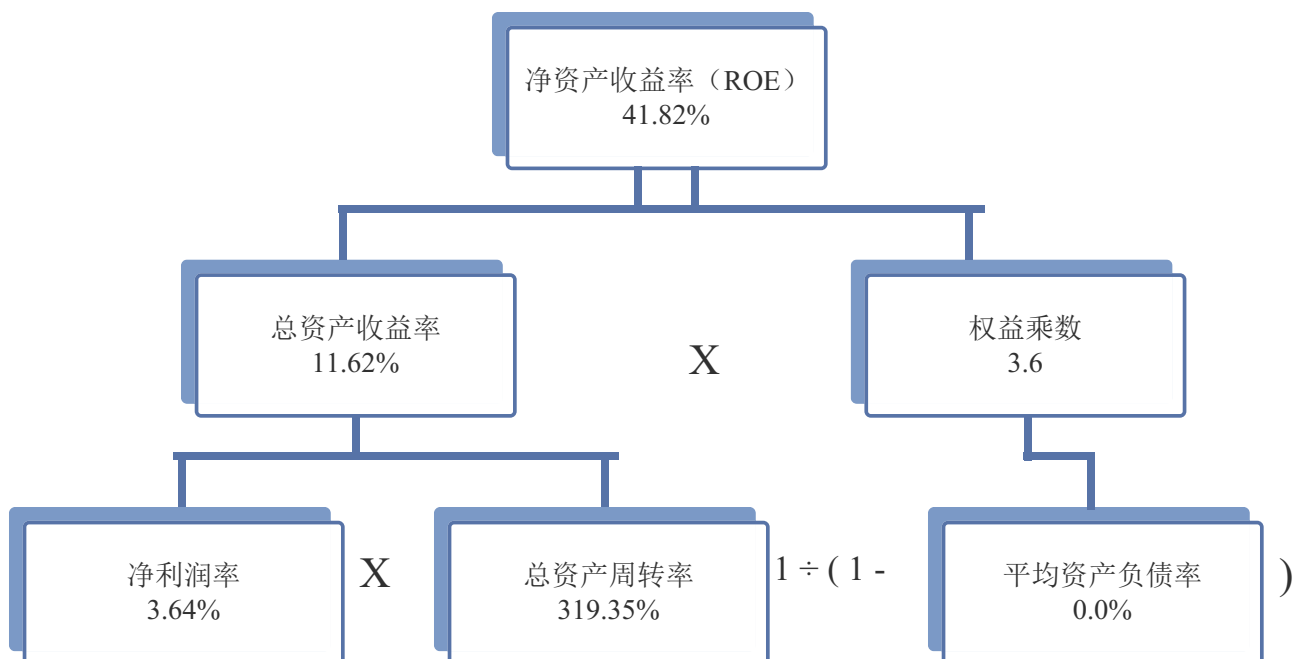 净资产收益率（ROE）
41.82%
总资产收益率
11.62%
X
权益乘数
3.6
净利润率
3.64%
X
总资产周转率
319.35%
1 ÷ ( 1 -
平均资产负债率
0.0%
)